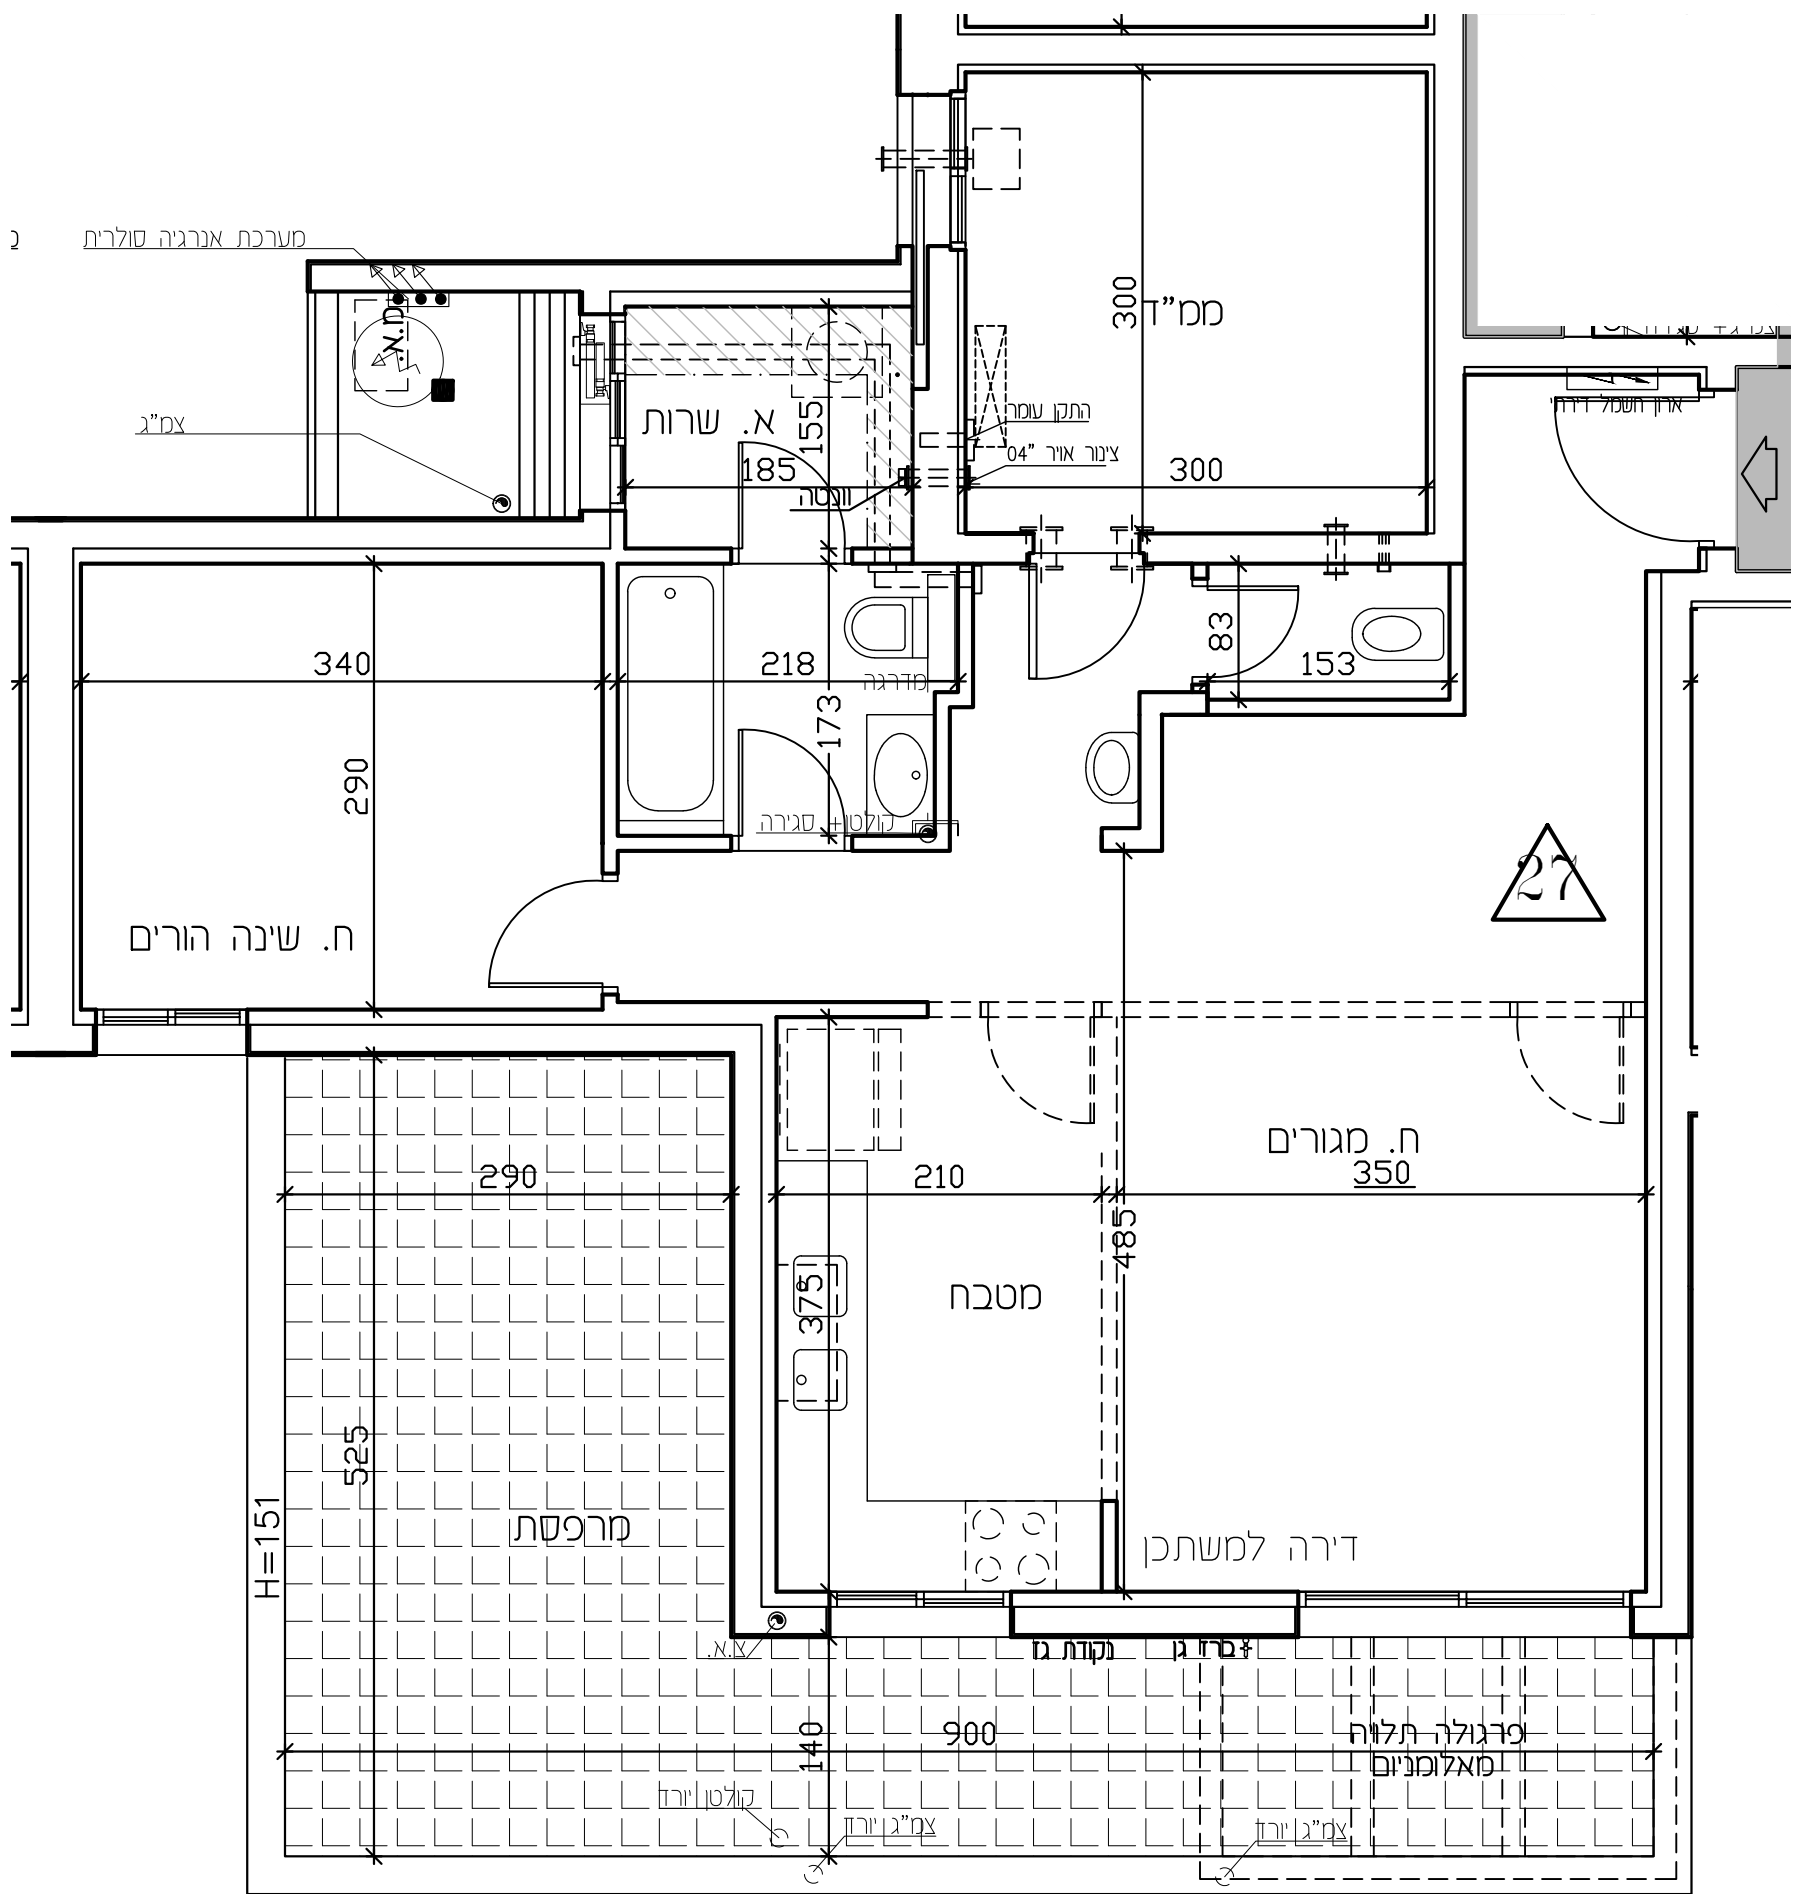 מערכת אנרגיה סולרית
מ.א.
צמ"ג
א. שרות
155
185
וונטה
ממ"ד
300
300
התקן עומר
צינור אויר "04
ארון חשמל דירתי
340
290
ח. שינה הורים
218
173
מדרגה
קולטן+ סגירה
83
153
27
ח. מגורים
350
485
210
375
מטבח
290
525
H=151
מרפסת
דירה למשתכן
צ.א.
נקודת גז
ברז גן
140
900
פרגולה תלויה
מאלומניום
קולטן יורד
צמ"ג יורד
צמ"ג יורד